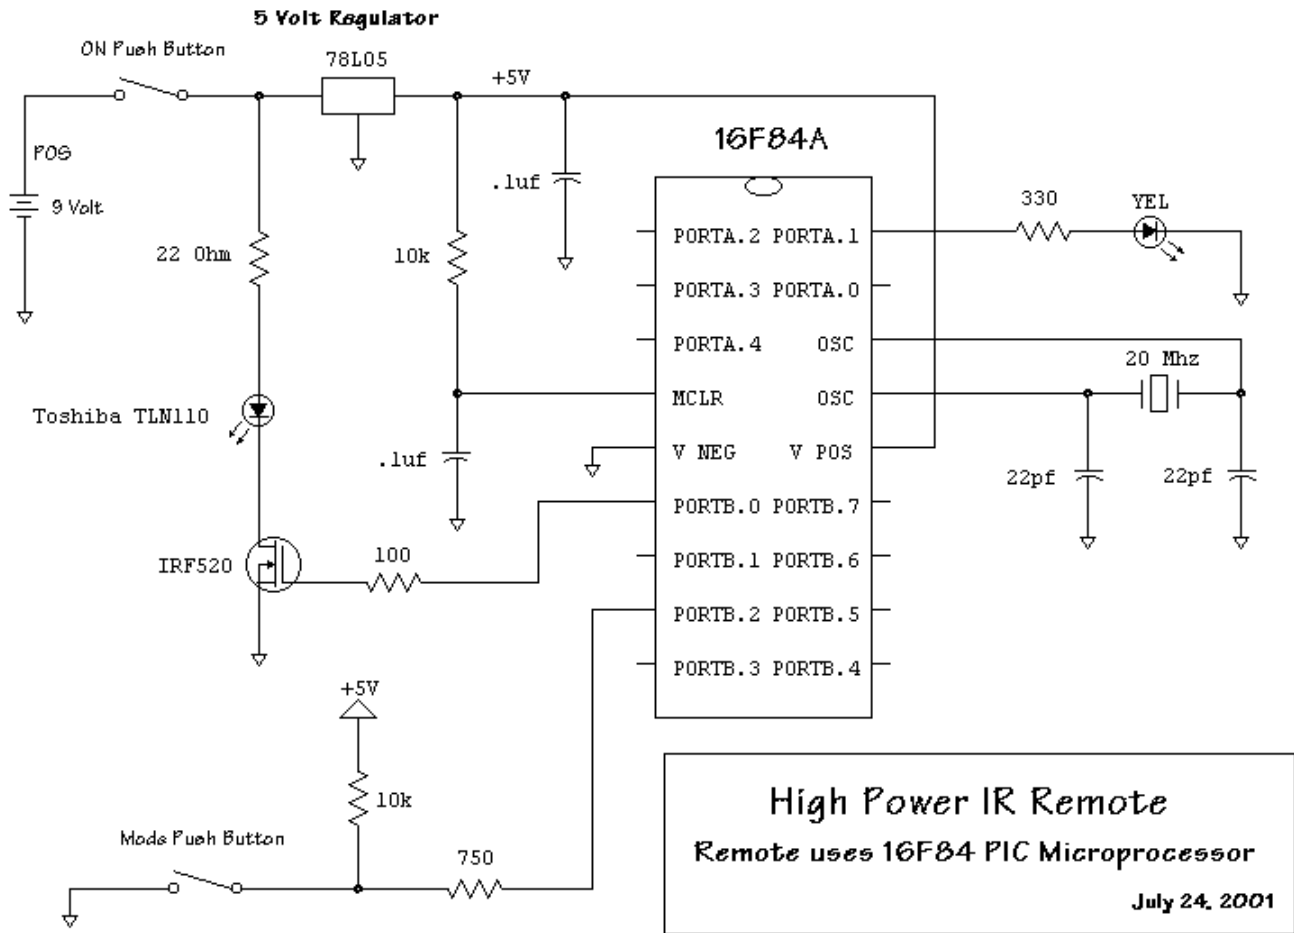 5 Volt Regulator
ON Push Button
78L05
+5V
16F84A
POS
9 Volt
.1uf
330
YEL
22 Ohm
10k
PORTA.2 PORTA.1
PORTA.3 PORTA.0
PORTA.4 OSC
20 Mhz
MCLR OSC
Toshiba TLN110
.1uf
V NEG V POS
22pf
22pf
PORTB.0 PORTB.7
IRF520
100
PORTB.1 PORTB.6
PORTB.2 PORTB.5
PORTB.3 PORTB.4
+5V
10k
Mode Push Button
750
High Power IR Remote
Remote uses 16F84 PIC Microprocessor
July 24, 2001